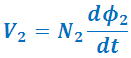 V₂ = N₂ dϕ₂/dt